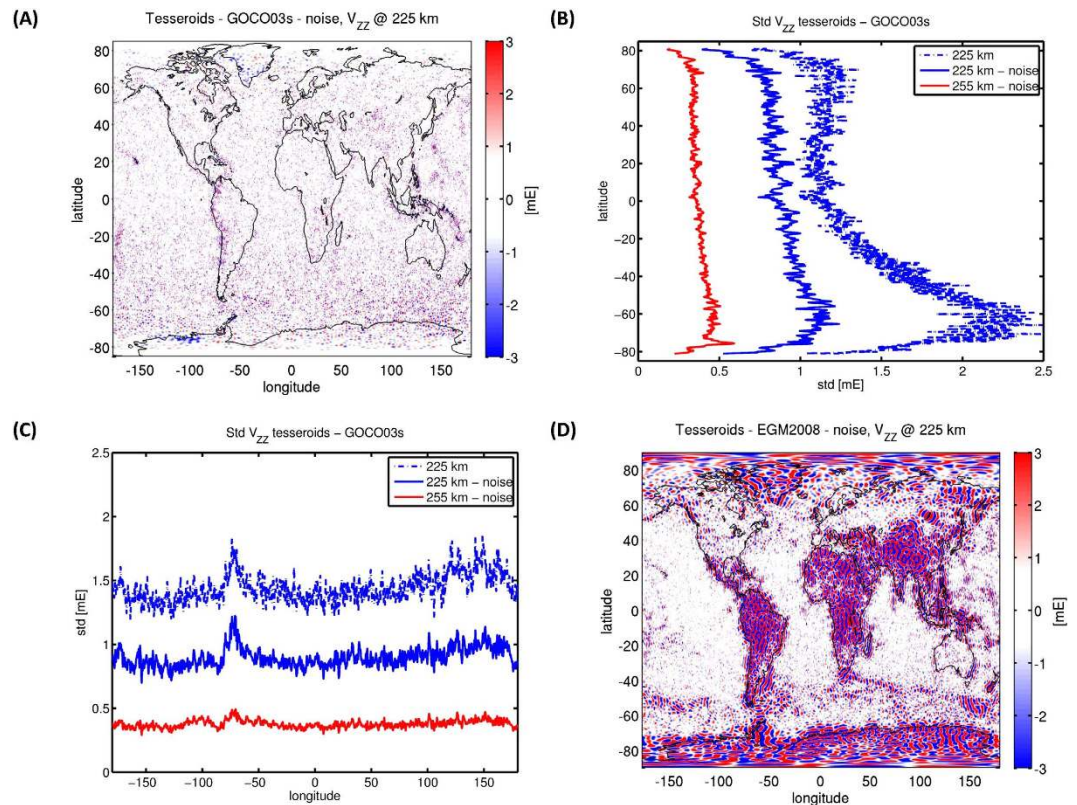 (A)
Tesseroids - GOCO03s - noise, VZZ @ 225 km
80
60
40
20
0
-20
-40
-60
-80
latitude
-150 -100 -50 0 50 100 150
longitude
3
2
1
0
-1
-2
-3
[mE]
(B)
Std VZZ tesseroids – GOCO03s
225 km
225 km – noise
255 km – noise
80
60
40
20
0
−20
−40
−60
−80
latitude
0 0.5 1 1.5 2 2.5
std [mE]
(C)
Std VZZ tesseroids – GOCO03s
225 km
225 km – noise
255 km – noise
2.5
2
1.5
1
0.5
0
std [mE]
−150 −100 −50 0 50 100 150
longitude
(D)
Tesseroids - EGM2008 - noise, VZZ @ 225 km
80
60
40
20
0
-20
-40
-60
-80
latitude
-150 -100 -50 0 50 100 150
longitude
3
2
1
0
-1
-2
-3
[mE]